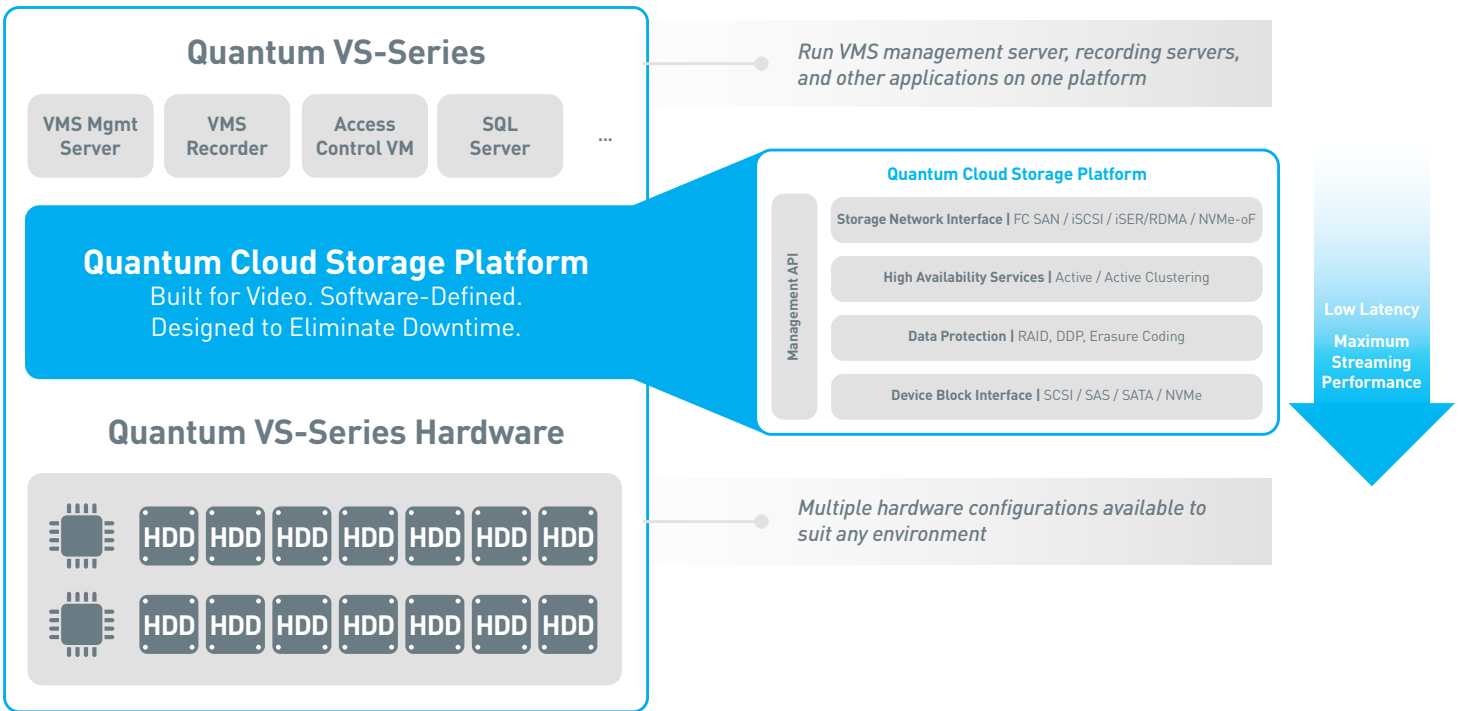 Quantum VS-Series
VMS Mgmt
Server
VMS
Recorder
Access
Control VM
SQL
Server
...
Run VMS management server, recording servers,
and other applications on one platform
Quantum Cloud Storage Platform
Built for Video. Software-Defined.
Designed to Eliminate Downtime.
Quantum Cloud Storage Platform
Management API
Storage Network Interface | FC SAN / iSCSI / iSER/RDMA / NVMe-oF
High Availability Services | Active / Active Clustering
Data Protection | RAID, DDP, Erasure Coding
Device Block Interface | SCSI / SAS / SATA / NVMe
Low Latency
Maximum
Streaming
Performance
Quantum VS-Series Hardware
HDD HDD HDD HDD HDD HDD HDD
HDD HDD HDD HDD HDD HDD HDD
Multiple hardware configurations available to
suit any environment